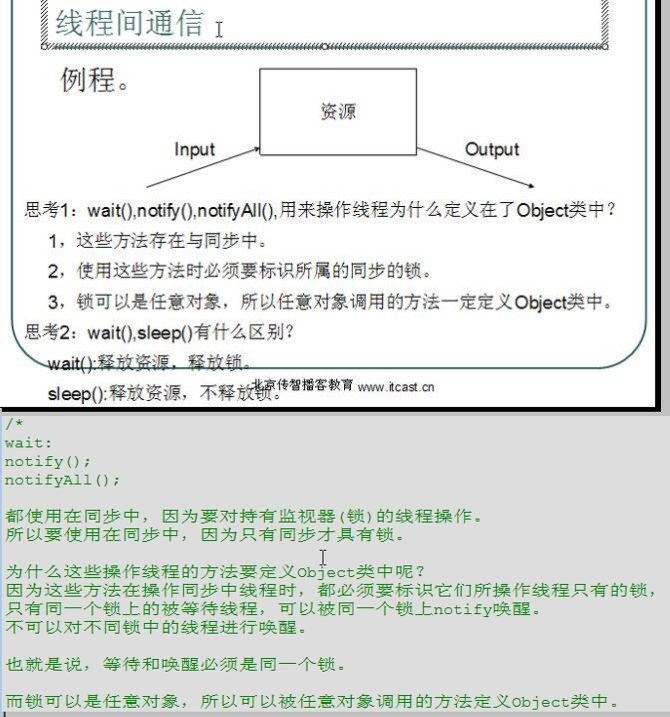 线程间通信
例程。
资源
Input
Output
思考1：wait(),notify(),notifyAll(),用来操作线程为什么定义在了Object类中？
1，这些方法存在与同步中。
2，使用这些方法时必须要标识所属的同步的锁。
3，锁可以是任意对象，所以任意对象调用的方法一定定义Object类中。
思考2：wait(),sleep()有什么区别？
wait():释放资源，释放锁。
sleep():释放资源，不释放锁。
北京传智播客教育 www.itcast.cn
/*
wait:
notify();
notifyAll();
都使用在同步中，因为要对持有监视器(锁)的线程操作。
所以要使用在同步中，因为只有同步才具有锁。
为什么这些操作线程的方法要定义Object类中呢？
因为这些方法在操作同步中线程时，都必须要标识它们所操作线程只有的锁，
只有同一个锁上的被等待线程，可以被同一个锁上notify唤醒。
不可以对不同锁中的线程进行唤醒。
也就是说，等待和唤醒必须是同一个锁。
而锁可以是任意对象，所以可以被任意对象调用的方法定义Object类中。